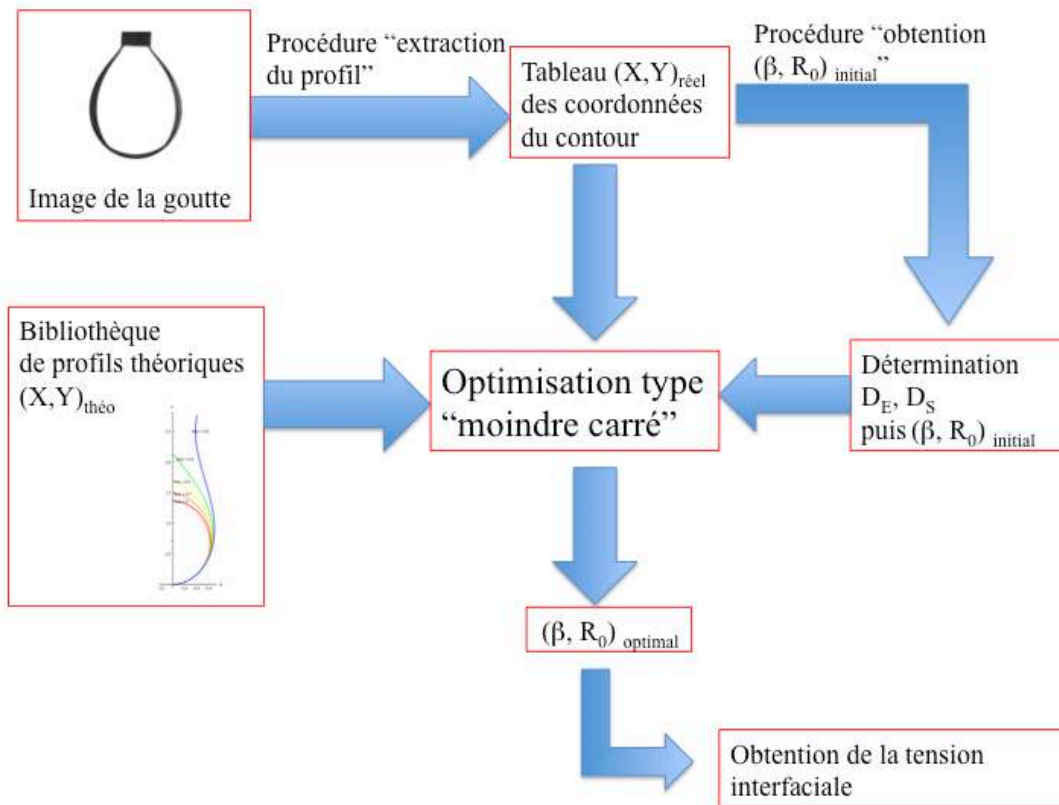 Procédure “extraction
du profil”
Procédure “obtention
(β, R₀) initial”
Tableau (X,Y)réel
des coordonnées
du contour
Image de la goutte
Bibliothèque
de profils théoriques
(X,Y)théo
Optimisation type
“moindre carré”
Détermination
D_E, D_S
puis (β, R₀) initial
(β, R₀) optimal
Obtention de la tension
interfaciale